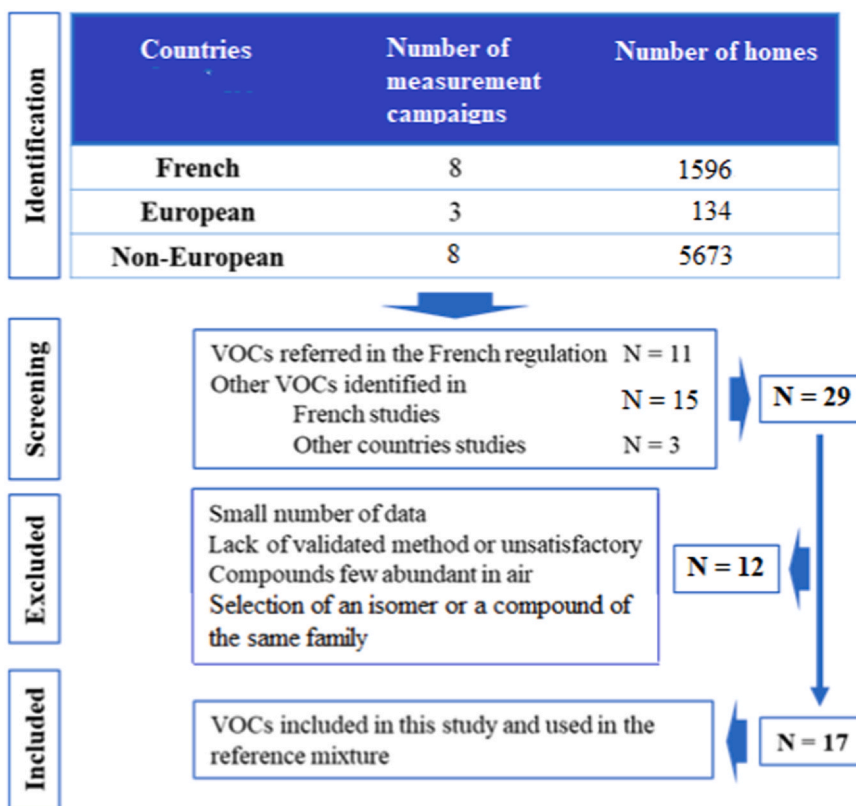 Identification
Countries
Number of measurement campaigns
Number of homes
French 8 1596
European 3 134
Non-European 8 5673
Screening
VOCs referred in the French regulation N = 11
Other VOCs identified in
French studies N = 15
Other countries studies N = 3
N = 29
Excluded
Small number of data
Lack of validated method or unsatisfactory
Compounds few abundant in air
Selection of an isomer or a compound of
the same family
N = 12
Included
VOCs included in this study and used in the
reference mixture
N = 17